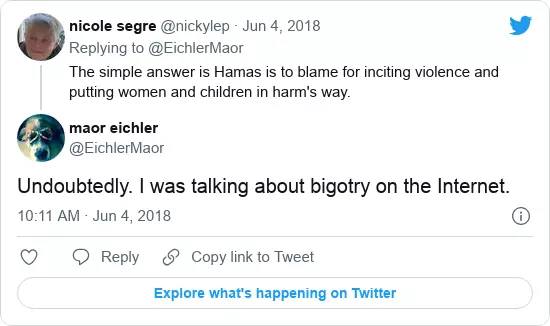 nicole segre @nickylep · Jun 4, 2018
Replying to @EichlerMaor
The simple answer is Hamas is to blame for inciting violence and
putting women and children in harm's way.
maor eichler
@EichlerMaor
Undoubtedly. I was talking about bigotry on the Internet.
10:11 AM · Jun 4, 2018
Reply
Copy link to Tweet
Explore what's happening on Twitter